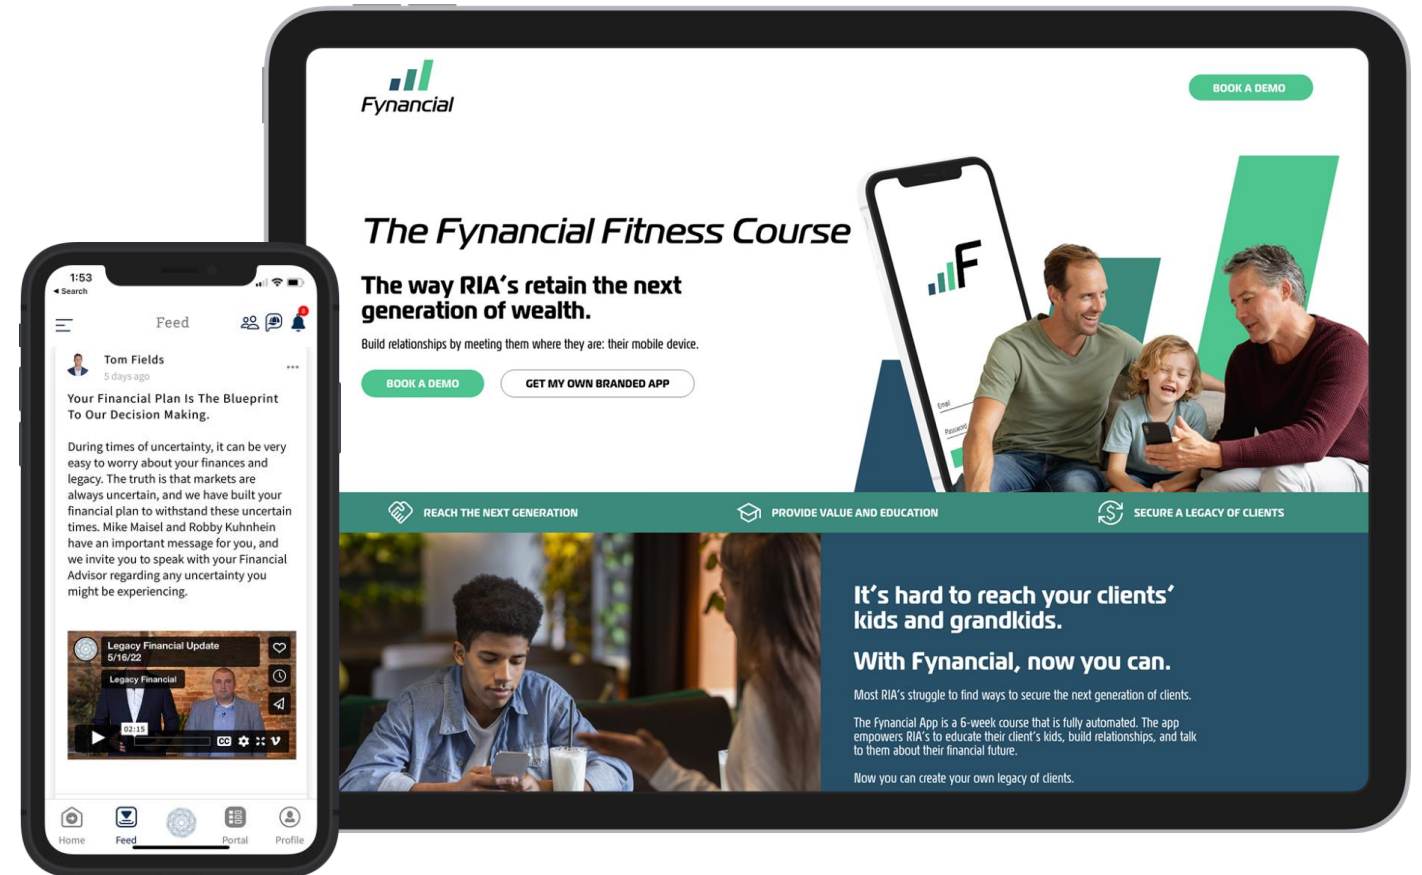 Fynancial
BOOK A DEMO
The Fynancial Fitness Course
The way RIA's retain the next
generation of wealth.
Build relationships by meeting them where they are: their mobile device.
BOOK A DEMO
GET MY OWN BRANDED APP
F
Email
Password
REACH THE NEXT GENERATION
PROVIDE VALUE AND EDUCATION
SECURE A LEGACY OF CLIENTS
It's hard to reach your clients'
kids and grandkids.
With Fynancial, now you can.
Most RIA's struggle to find ways to secure the next generation of clients.
The Fynancial App is a 6-week course that is fully automated. The app
empowers RIA's to educate their client's kids, build relationships, and talk
to them about their financial future.
Now you can create your own legacy of clients.
1:53
Search
Feed
Tom Fields
5 days ago
Your Financial Plan Is The Blueprint
To Our Decision Making.
During times of uncertainty, it can be very
easy to worry about your finances and
legacy. The truth is that markets are
always uncertain, and we have built your
financial plan to withstand these uncertain
times. Mike Maisel and Robby Kuhnhein
have an important message for you, and
we invite you to speak with your Financial
Advisor regarding any uncertainty you
might be experiencing.
Legacy Financial Update
5/16/22
Legacy Financial
02:15
CC
Home
Feed
Portal
Profile